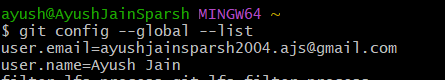 ayush@AyushJainSparsh MINGW64 ~
$ git config --global --list
user.email=ayushjainsparsh2004.ajs@gmail.com
user.name=Ayush Jain